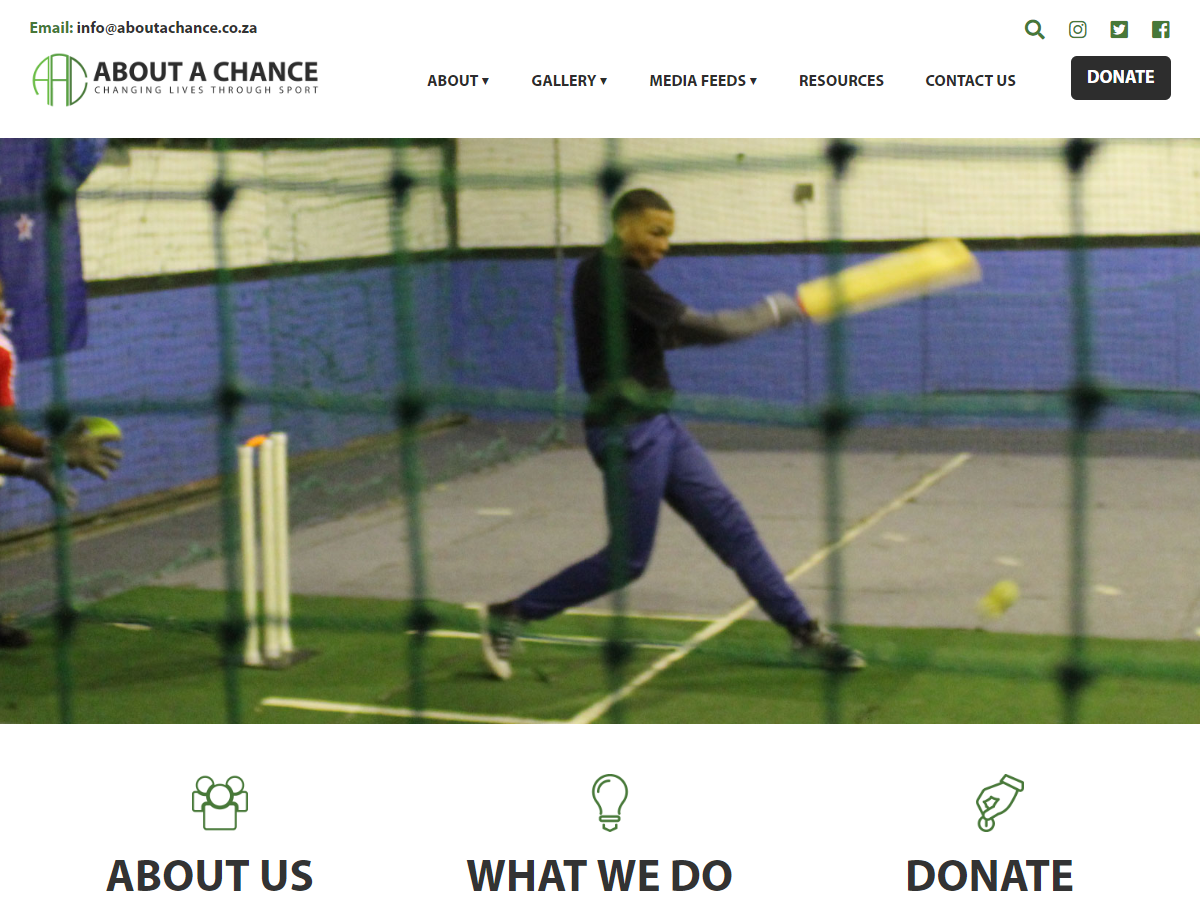 Email: info@aboutachance.co.za
ABOUT A CHANCE
CHANGING LIVES THROUGH SPORT
ABOUT ▾
GALLERY ▾
MEDIA FEEDS ▾
RESOURCES
CONTACT US
DONATE
ABOUT US
WHAT WE DO
DONATE